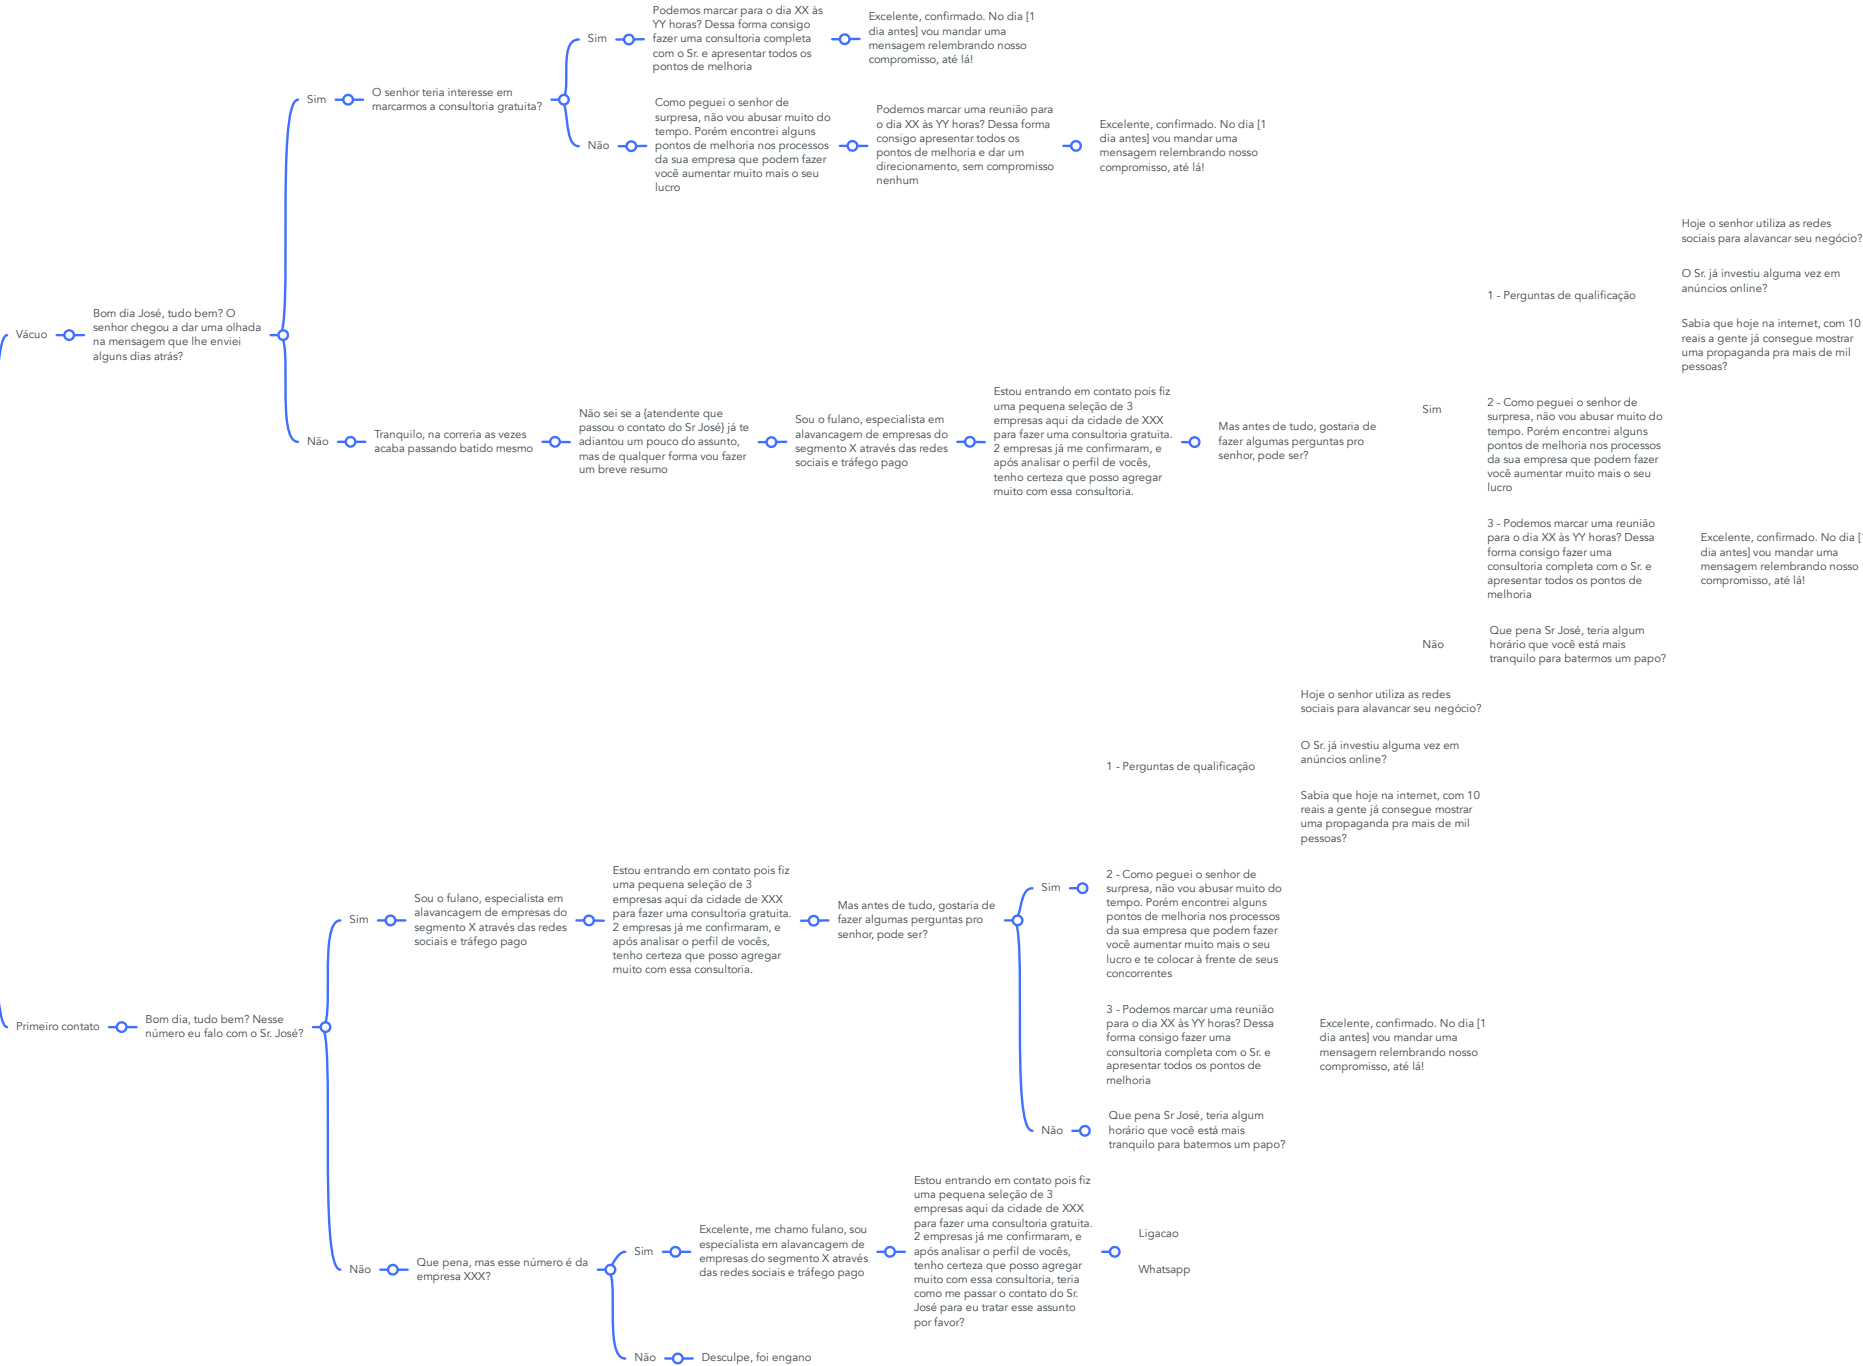 Vácuo
Bom dia José, tudo bem? O
senhor chegou a dar uma olhada
na mensagem que lhe enviei
alguns dias atrás?
Sim
O senhor teria interesse em
marcarmos a consultoria gratuita?
Sim
Podemos marcar para o dia XX às
YY horas? Dessa forma consigo
fazer uma consultoria completa
com o Sr. e apresentar todos os
pontos de melhoria
Excelente, confirmado. No dia [1
dia antes] vou mandar uma
mensagem relembrando nosso
compromisso, até lá!
Não
Como peguei o senhor de
surpresa, não vou abusar muito do
tempo. Porém encontrei alguns
pontos de melhoria nos processos
da sua empresa que podem fazer
você aumentar muito mais o seu
lucro
Podemos marcar uma reunião para
o dia XX às YY horas? Dessa forma
consigo apresentar todos os
pontos de melhoria e dar um
direcionamento, sem compromisso
nenhum
Excelente, confirmado. No dia [1
dia antes] vou mandar uma
mensagem relembrando nosso
compromisso, até lá!
Não
Tranquilo, na correria as vezes
acaba passando batido mesmo
Não sei se a {atendente que
passou o contato do Sr José} já te
adiantou um pouco do assunto,
mas de qualquer forma vou fazer
um breve resumo
Sou o fulano, especialista em
alavancagem de empresas do
segmento X através das redes
sociais e tráfego pago
Estou entrando em contato pois fiz
uma pequena seleção de 3
empresas aqui da cidade de XXX
para fazer uma consultoria gratuita.
2 empresas já me confirmaram, e
após analisar o perfil de vocês,
tenho certeza que posso agregar
muito com essa consultoria.
Mas antes de tudo, gostaria de
fazer algumas perguntas pro
senhor, pode ser?
Sim
1 - Perguntas de qualificação
Hoje o senhor utiliza as redes
sociais para alavancar seu negócio?
O Sr. já investiu alguma vez em
anúncios online?
Sabia que hoje na internet, com 10
reais a gente já consegue mostrar
uma propaganda pra mais de mil
pessoas?
2 - Como peguei o senhor de
surpresa, não vou abusar muito do
tempo. Porém encontrei alguns
pontos de melhoria nos processos
da sua empresa que podem fazer
você aumentar muito mais o seu
lucro
3 - Podemos marcar uma reunião
para o dia XX às YY horas? Dessa
forma consigo fazer uma
consultoria completa com o Sr. e
apresentar todos os pontos de
melhoria
Excelente, confirmado. No dia [1
dia antes] vou mandar uma
mensagem relembrando nosso
compromisso, até lá!
Não
Que pena Sr José, teria algum
horário que você está mais
tranquilo para batermos um papo?
Primeiro contato
Bom dia, tudo bem? Nesse
número eu falo com o Sr. José?
Sim
Sou o fulano, especialista em
alavancagem de empresas do
segmento X através das redes
sociais e tráfego pago
Estou entrando em contato pois fiz
uma pequena seleção de 3
empresas aqui da cidade de XXX
para fazer uma consultoria gratuita.
2 empresas já me confirmaram, e
após analisar o perfil de vocês,
tenho certeza que posso agregar
muito com essa consultoria.
Mas antes de tudo, gostaria de
fazer algumas perguntas pro
senhor, pode ser?
Sim
1 - Perguntas de qualificação
Hoje o senhor utiliza as redes
sociais para alavancar seu negócio?
O Sr. já investiu alguma vez em
anúncios online?
Sabia que hoje na internet, com 10
reais a gente já consegue mostrar
uma propaganda pra mais de mil
pessoas?
2 - Como peguei o senhor de
surpresa, não vou abusar muito do
tempo. Porém encontrei alguns
pontos de melhoria nos processos
da sua empresa que podem fazer
você aumentar muito mais o seu
lucro e te colocar à frente de seus
concorrentes
3 - Podemos marcar uma reunião
para o dia XX às YY horas? Dessa
forma consigo fazer uma
consultoria completa com o Sr. e
apresentar todos os pontos de
melhoria
Excelente, confirmado. No dia [1
dia antes] vou mandar uma
mensagem relembrando nosso
compromisso, até lá!
Não
Que pena Sr José, teria algum
horário que você está mais
tranquilo para batermos um papo?
Não
Que pena, mas esse número é da
empresa XXX?
Sim
Excelente, me chamo fulano, sou
especialista em alavancagem de
empresas do segmento X através
das redes sociais e tráfego pago
Estou entrando em contato pois fiz
uma pequena seleção de 3
empresas aqui da cidade de XXX
para fazer uma consultoria gratuita.
2 empresas já me confirmaram, e
após analisar o perfil de vocês,
tenho certeza que posso agregar
muito com essa consultoria, teria
como me passar o contato do Sr.
José para eu tratar esse assunto
por favor?
Ligacao
Whatsapp
Não
Desculpe, foi engano